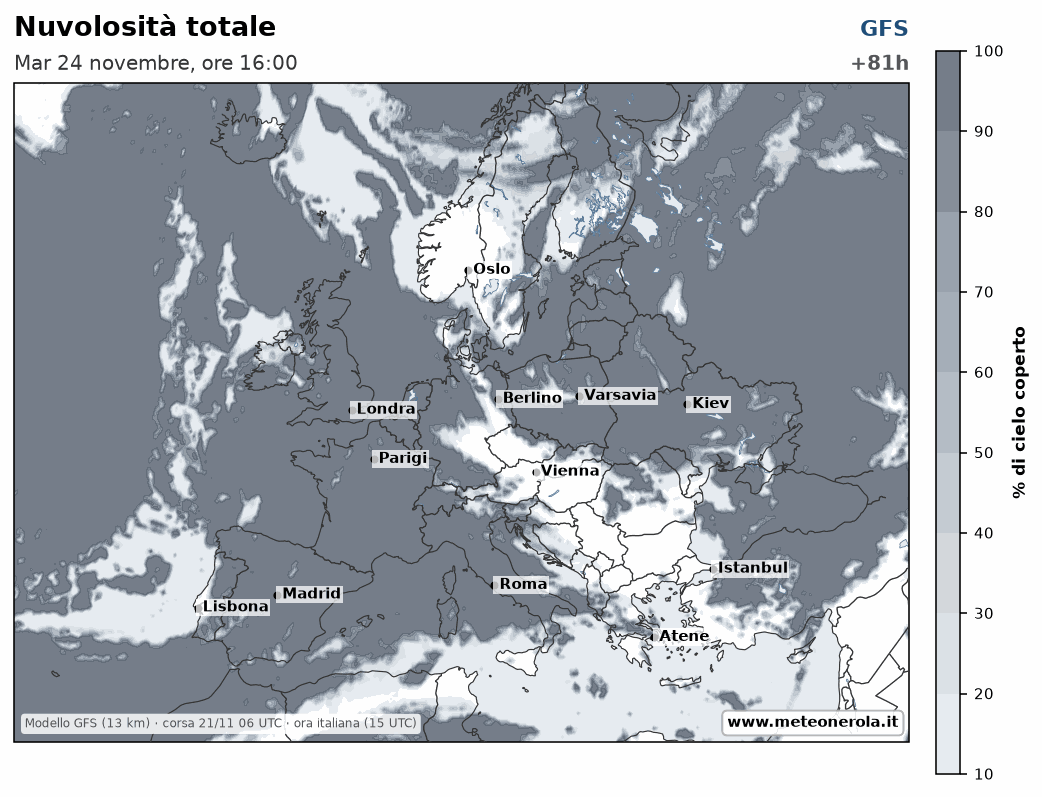 Nuvolosità totale
GFS
Mar 24 novembre, ore 16:00
+81h
100
90
80
70
60
50
40
30
20
10
% di cielo coperto
Oslo
Berlino
Varsavia
Kiev
Londra
Parigi
Vienna
Istanbul
Roma
Madrid
Lisbona
Atene
Modello GFS (13 km) · corsa 21/11 06 UTC · ora italiana (15 UTC)
www.meteonerola.it